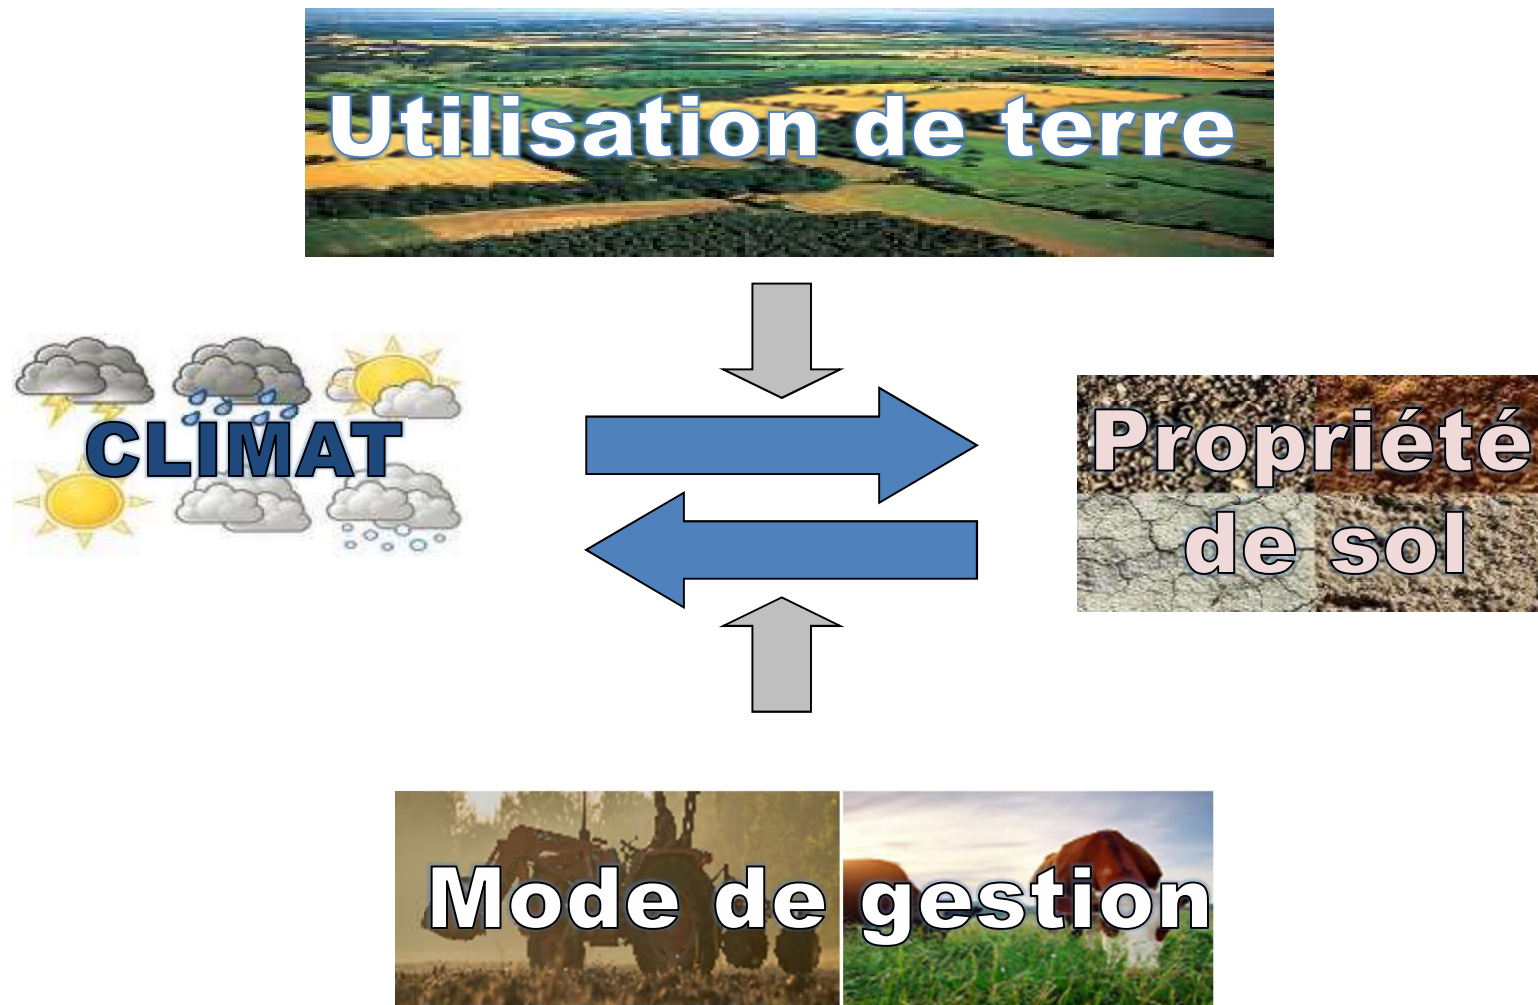 Utilisation de terre
CLIMAT
Propriété
de sol
Mode de gestion